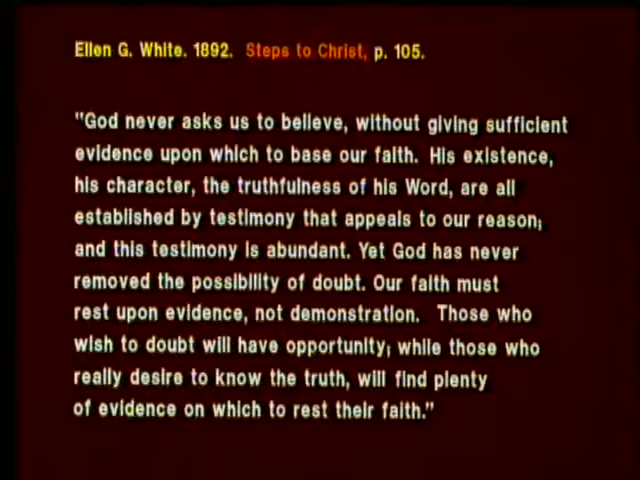 Ellen G. White. 1892. Steps to Christ, p. 105.
"God never asks us to believe, without giving sufficient
evidence upon which to base our faith. His existence,
his character, the truthfulness of his Word, are all
established by testimony that appeals to our reason;
and this testimony is abundant. Yet God has never
removed the possibility of doubt. Our faith must
rest upon evidence, not demonstration. Those who
wish to doubt will have opportunity; while those who
really desire to know the truth, will find plenty
of evidence on which to rest their faith."